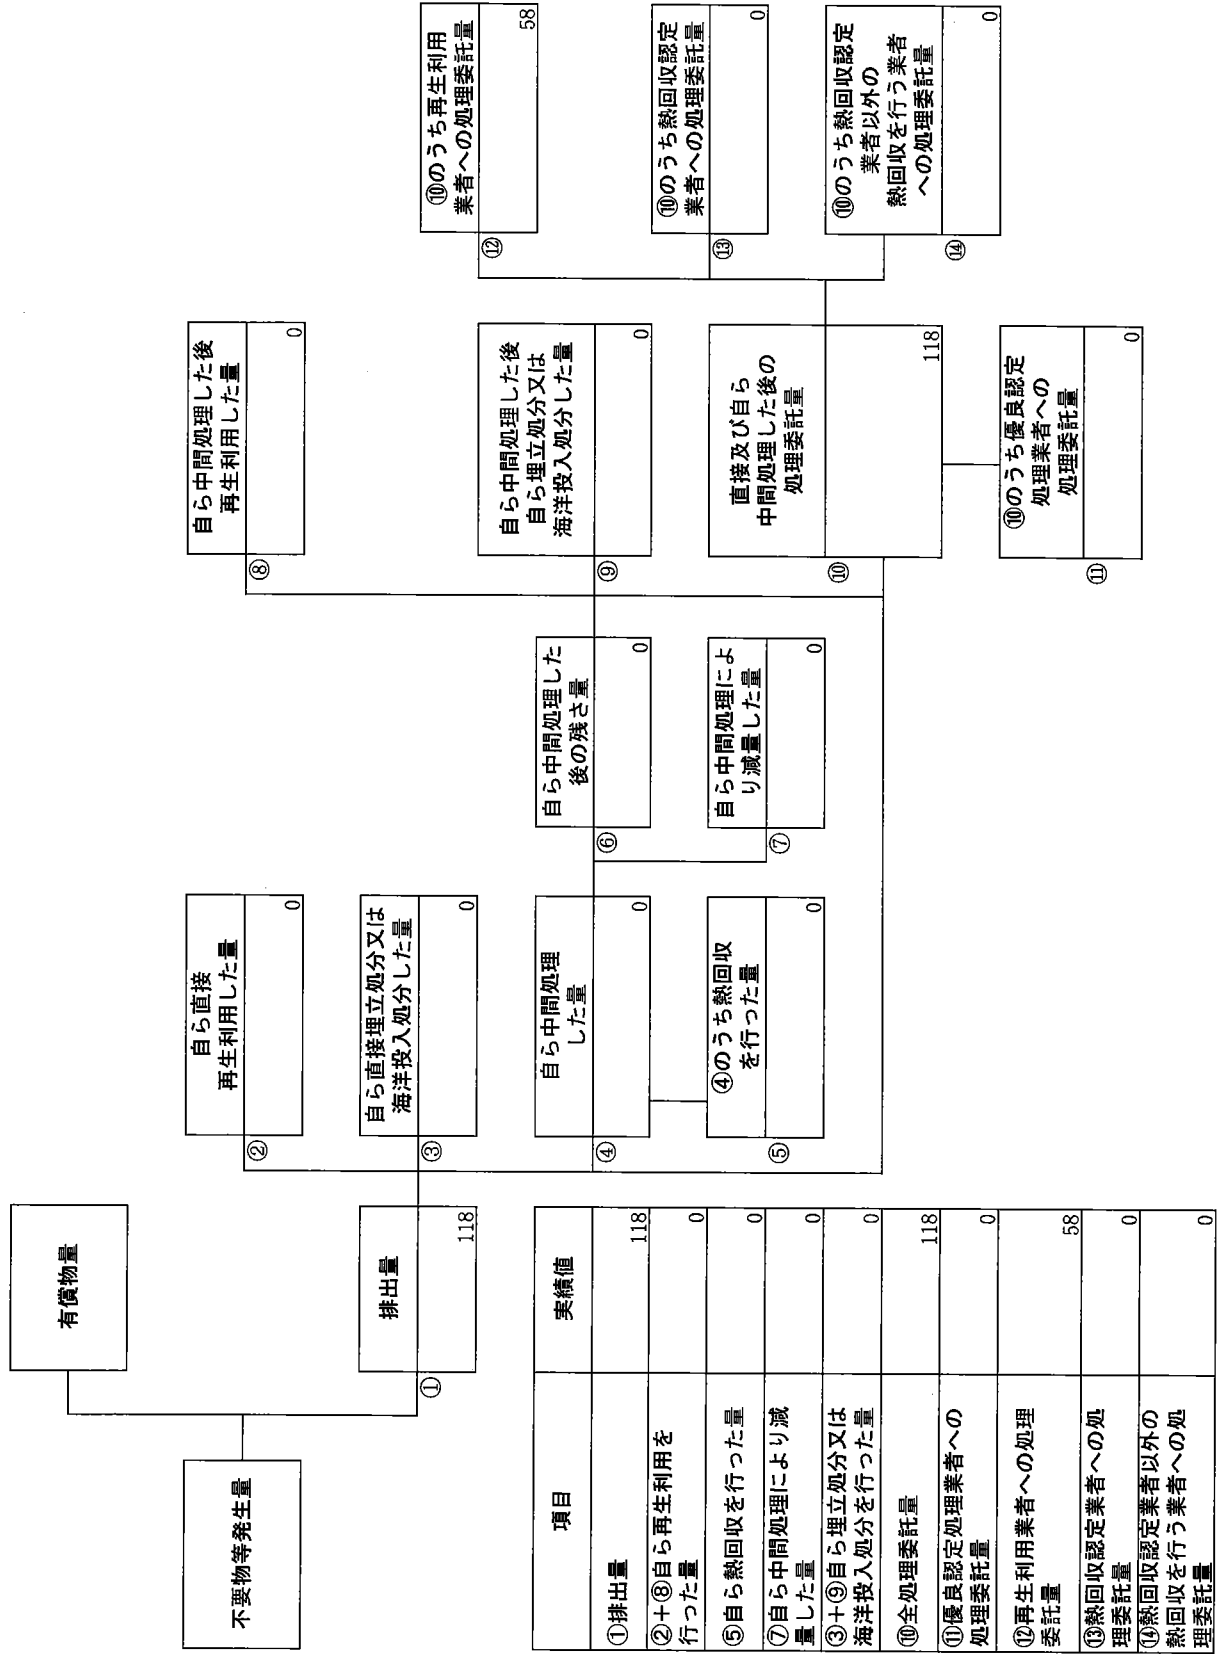 不要物等発生量
有償物量
①
排出量
118
②
自ら直接
再生利用した量
0
③
自ら直接埋立処分又は
海洋投入処分した量
0
④
自ら中間処理
した量
0
⑤
④のうち熱回収
を行った量
0
⑥
自ら中間処理した
後の残さ量
0
⑦
自ら中間処理によ
り減量した量
0
⑧
自ら中間処理した後
再生利用した量
0
⑨
自ら中間処理した後
自ら埋立処分又は
海洋投入処分した量
0
⑩
直接及び自ら
中間処理した後の
処理委託量
118
⑪
⑩のうち優良認定
処理業者への
処理委託量
0
⑫
⑩のうち再生利用
業者への処理委託量
58
⑬
⑩のうち熱回収認定
業者への処理委託量
0
⑭
⑩のうち熱回収認定
業者以外の
熱回収を行う業者
への処理委託量
0
項目 実績値
①排出量 118
②+⑧自ら再生利用を
行った量 0
⑤自ら熱回収を行った量 0
⑦自ら中間処理により減
量した量 0
③+⑨自ら埋立処分又は
海洋投入処分を行った量 0
⑩全処理委託量 118
⑪優良認定処理業者への
処理委託量 0
⑫再生利用業者への処理
委託量 58
⑬熱回収認定業者への処
理委託量 0
⑭熱回収認定業者以外の
熱回収を行う業者への処
理委託量 0